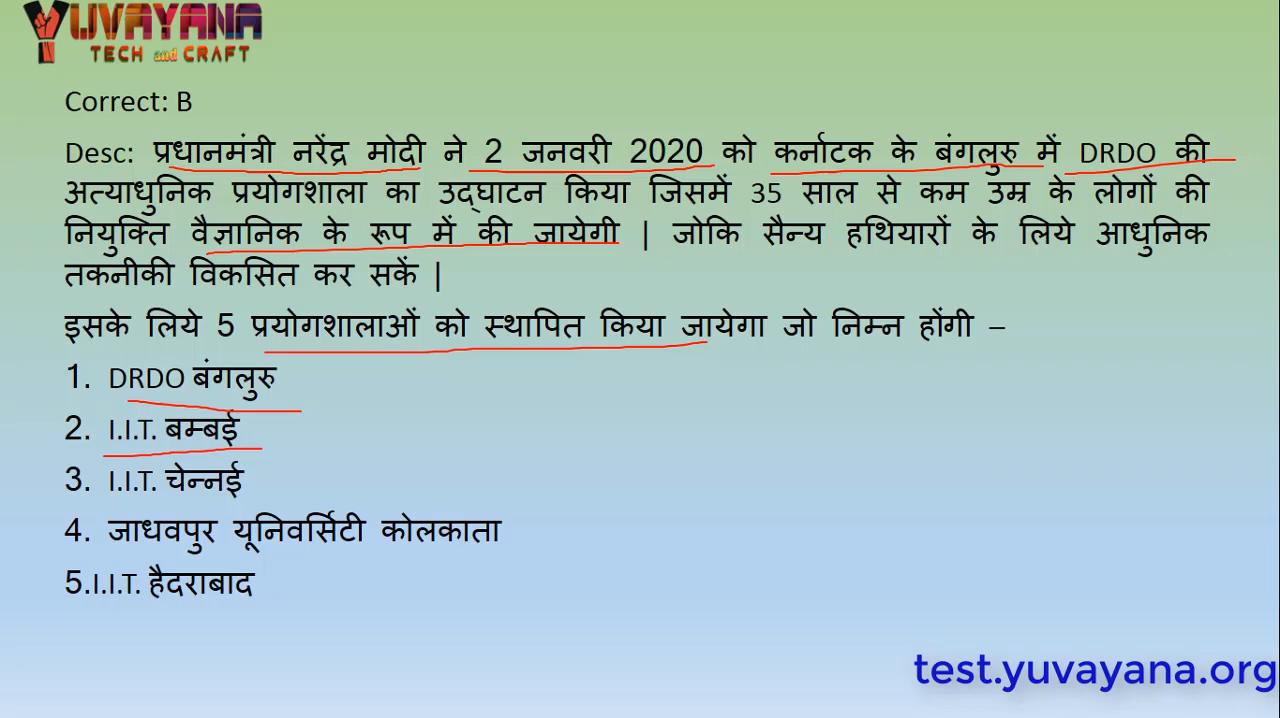 YUVAYANA
TECH and CRAFT
Correct: B
Desc: प्रधानमंत्री नरेंद्र मोदी ने 2 जनवरी 2020 को कर्नाटक के बंगलुरु में DRDO की
अत्याधुनिक प्रयोगशाला का उद्घाटन किया जिसमें 35 साल से कम उम्र के लोगों की
नियुक्ति वैज्ञानिक के रूप में की जायेगी | जोकि सैन्य हथियारों के लिये आधुनिक
तकनीकी विकसित कर सकें |
इसके लिये 5 प्रयोगशालाओं को स्थापित किया जायेगा जो निम्न होंगी –
1. DRDO बंगलुरु
2. I.I.T. बम्बई
3. I.I.T. चेन्नई
4. जाधवपुर यूनिवर्सिटी कोलकाता
5.I.I.T. हैदराबाद
test.yuvayana.org